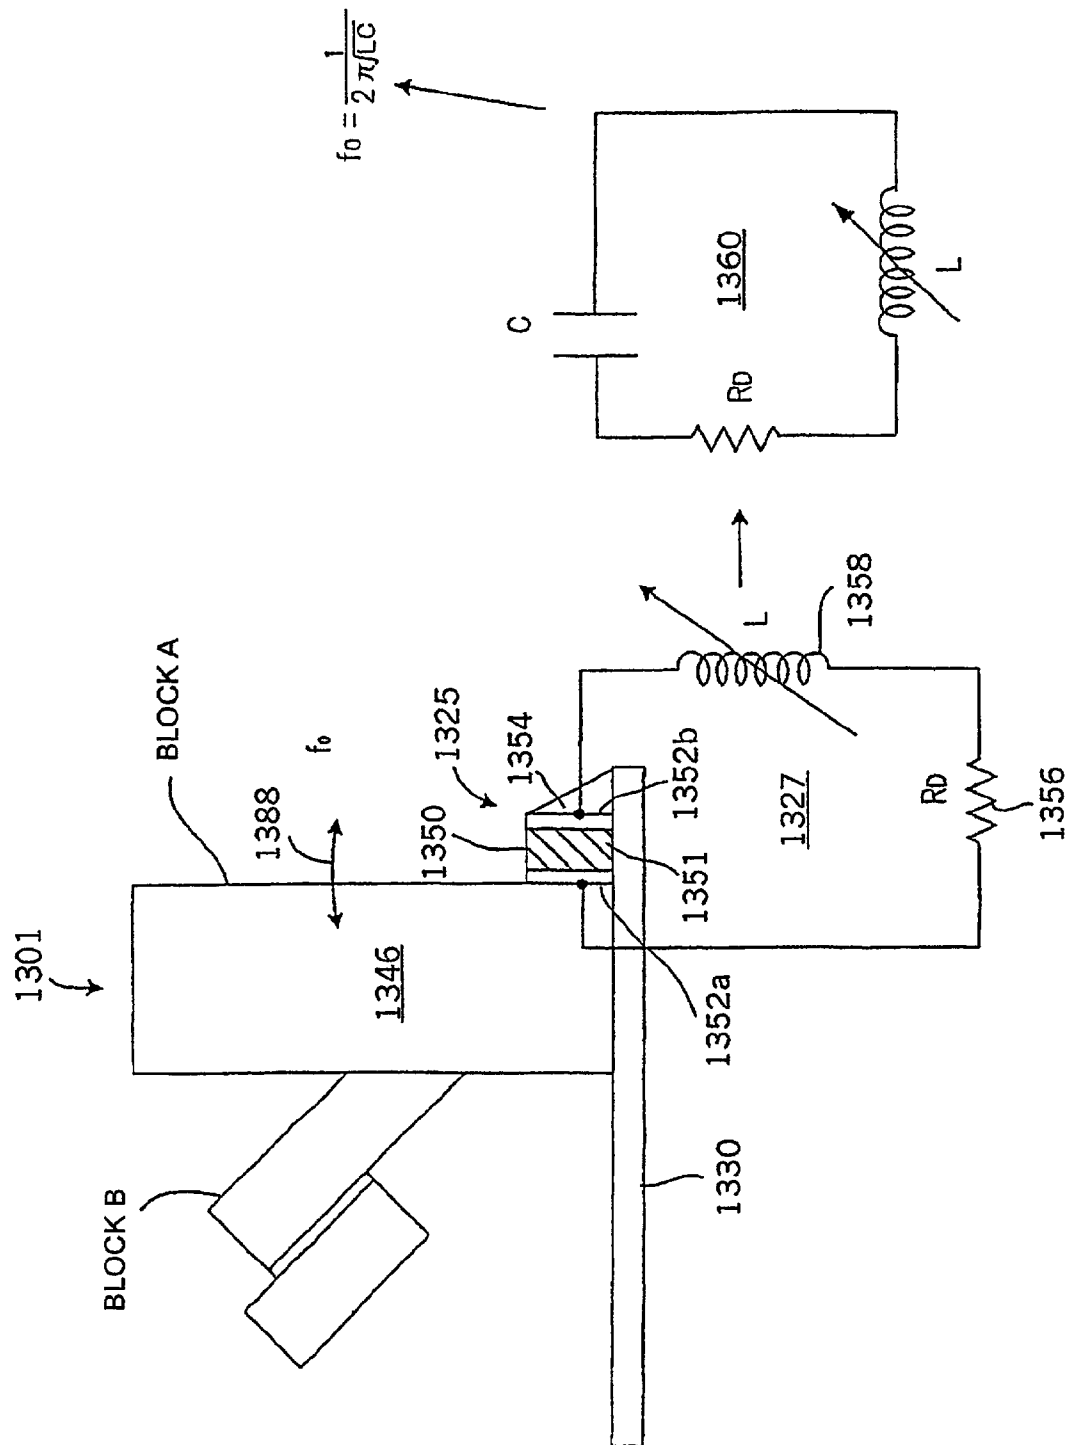 1301
BLOCK A
BLOCK B
1388
f₀
1346
1325
1350
1354
1352b
1351
1352a
1330
1327
L
1358
RD
1356
C
1360
RD
L
f₀ = 1 / 2π√LC